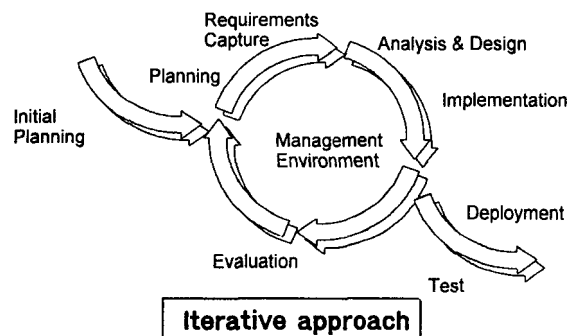 Requirements
Capture
Analysis & Design
Planning
Implementation
Initial
Planning
Management
Environment
Deployment
Evaluation
Test
Iterative approach